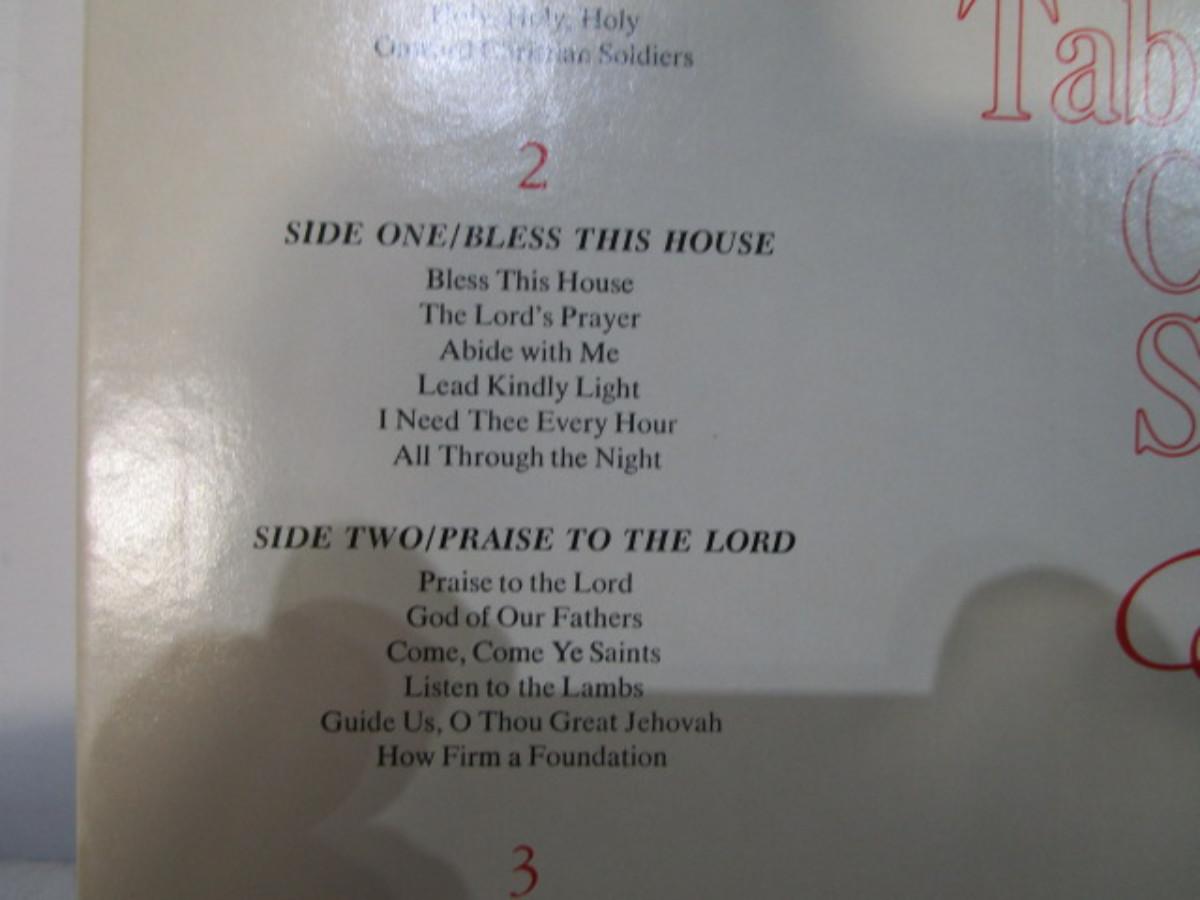 Holy, Holy, Holy
Onward Christian Soldiers
Tab
2
SIDE ONE/BLESS THIS HOUSE
Bless This House
The Lord's Prayer
Abide with Me
Lead Kindly Light
I Need Thee Every Hour
All Through the Night
SIDE TWO/PRAISE TO THE LORD
Praise to the Lord
God of Our Fathers
Come, Come Ye Saints
Listen to the Lambs
Guide Us, O Thou Great Jehovah
How Firm a Foundation
3